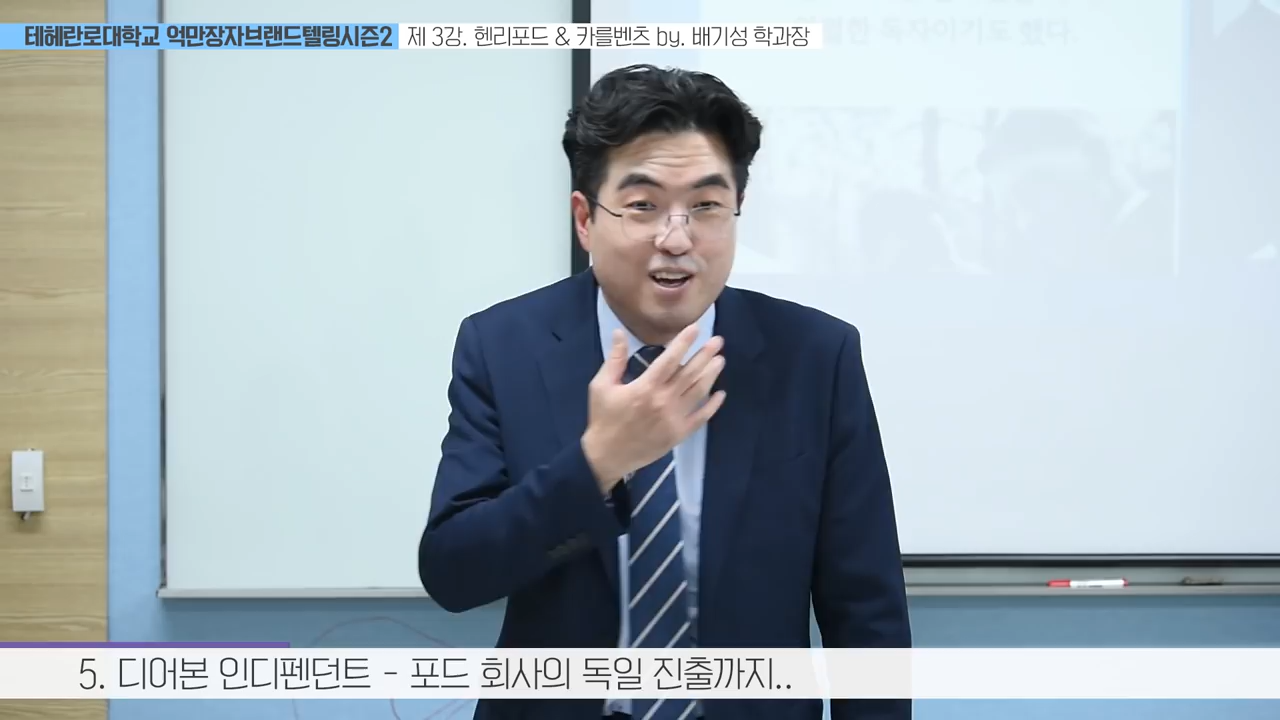 테헤란로대학교 억만장자브랜드텔링시즌2 제 3강. 헨리포드 & 카를벤츠 by. 배기성 학과장
5. 디어본 인디펜던트 - 포드 회사의 독일 진출까지..